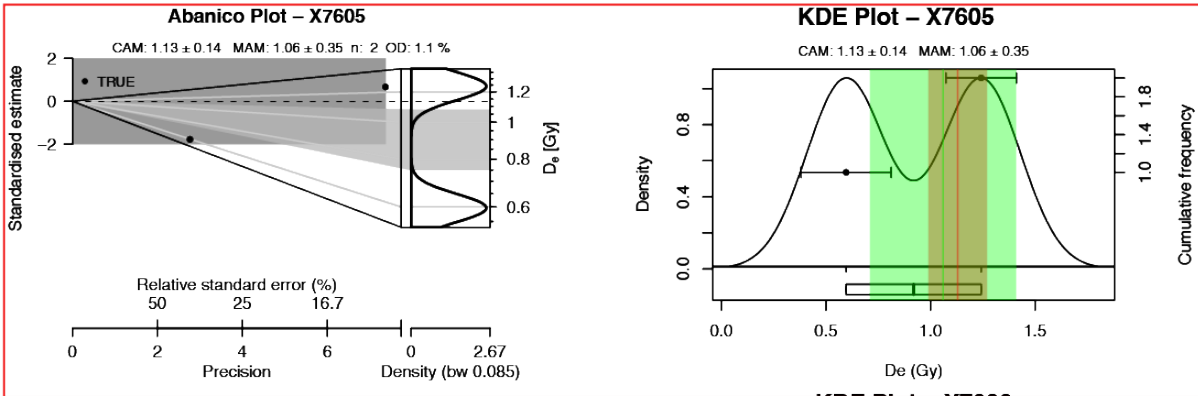 Abanico Plot – X7605
CAM: 1.13 ± 0.14 MAM: 1.06 ± 0.35 n: 2 OD: 1.1 %
Standardised estimate
2
0
−2
TRUE
1.2
1
0.8
0.6
De [Gy]
Relative standard error (%)
50 25 16.7
0 2 4 6
Precision
0 2.67
Density (bw 0.085)
KDE Plot – X7605
CAM: 1.13 ± 0.14 MAM: 1.06 ± 0.35
Density
0.8
0.4
0.0
1.8
1.4
1.0
Cumulative frequency
0.0 0.5 1.0 1.5
De (Gy)